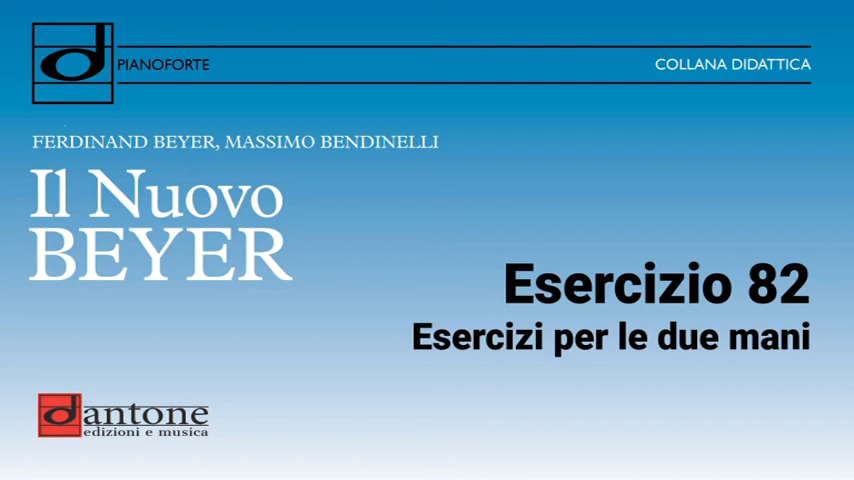 PIANOFORTE
COLLANA DIDATTICA
FERDINAND BEYER, MASSIMO BENDINELLI
Il Nuovo
BEYER
Esercizio 82
Esercizi per le due mani
dantone
edizioni e musica